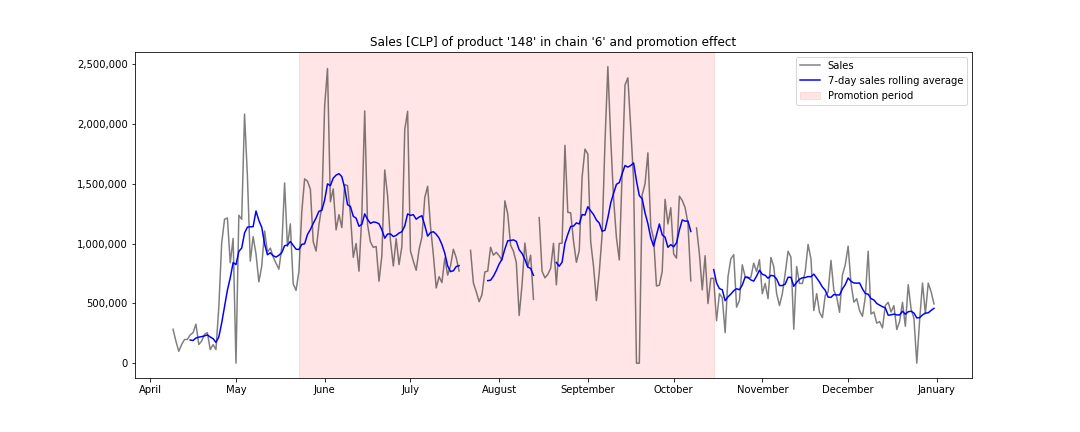 Sales [CLP] of product '148' in chain '6' and promotion effect
2,500,000
2,000,000
1,500,000
1,000,000
500,000
0
Sales
7-day sales rolling average
Promotion period
April May June July August September October November December January